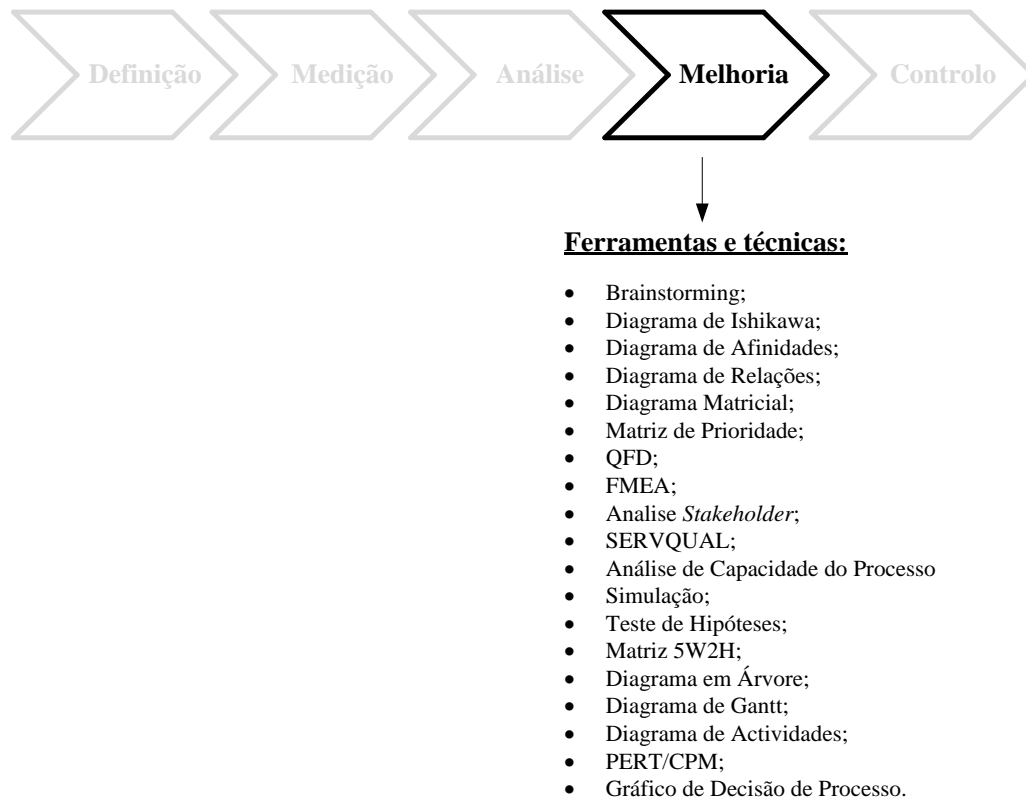 Definição Medição Análise Melhoria Controlo
Ferramentas e técnicas:
• Brainstorming;
• Diagrama de Ishikawa;
• Diagrama de Afinidades;
• Diagrama de Relações;
• Diagrama Matricial;
• Matriz de Prioridade;
• QFD;
• FMEA;
• Analise Stakeholder;
• SERVQUAL;
• Análise de Capacidade do Processo
• Simulação;
• Teste de Hipóteses;
• Matriz 5W2H;
• Diagrama em Árvore;
• Diagrama de Gantt;
• Diagrama de Actividades;
• PERT/CPM;
• Gráfico de Decisão de Processo.